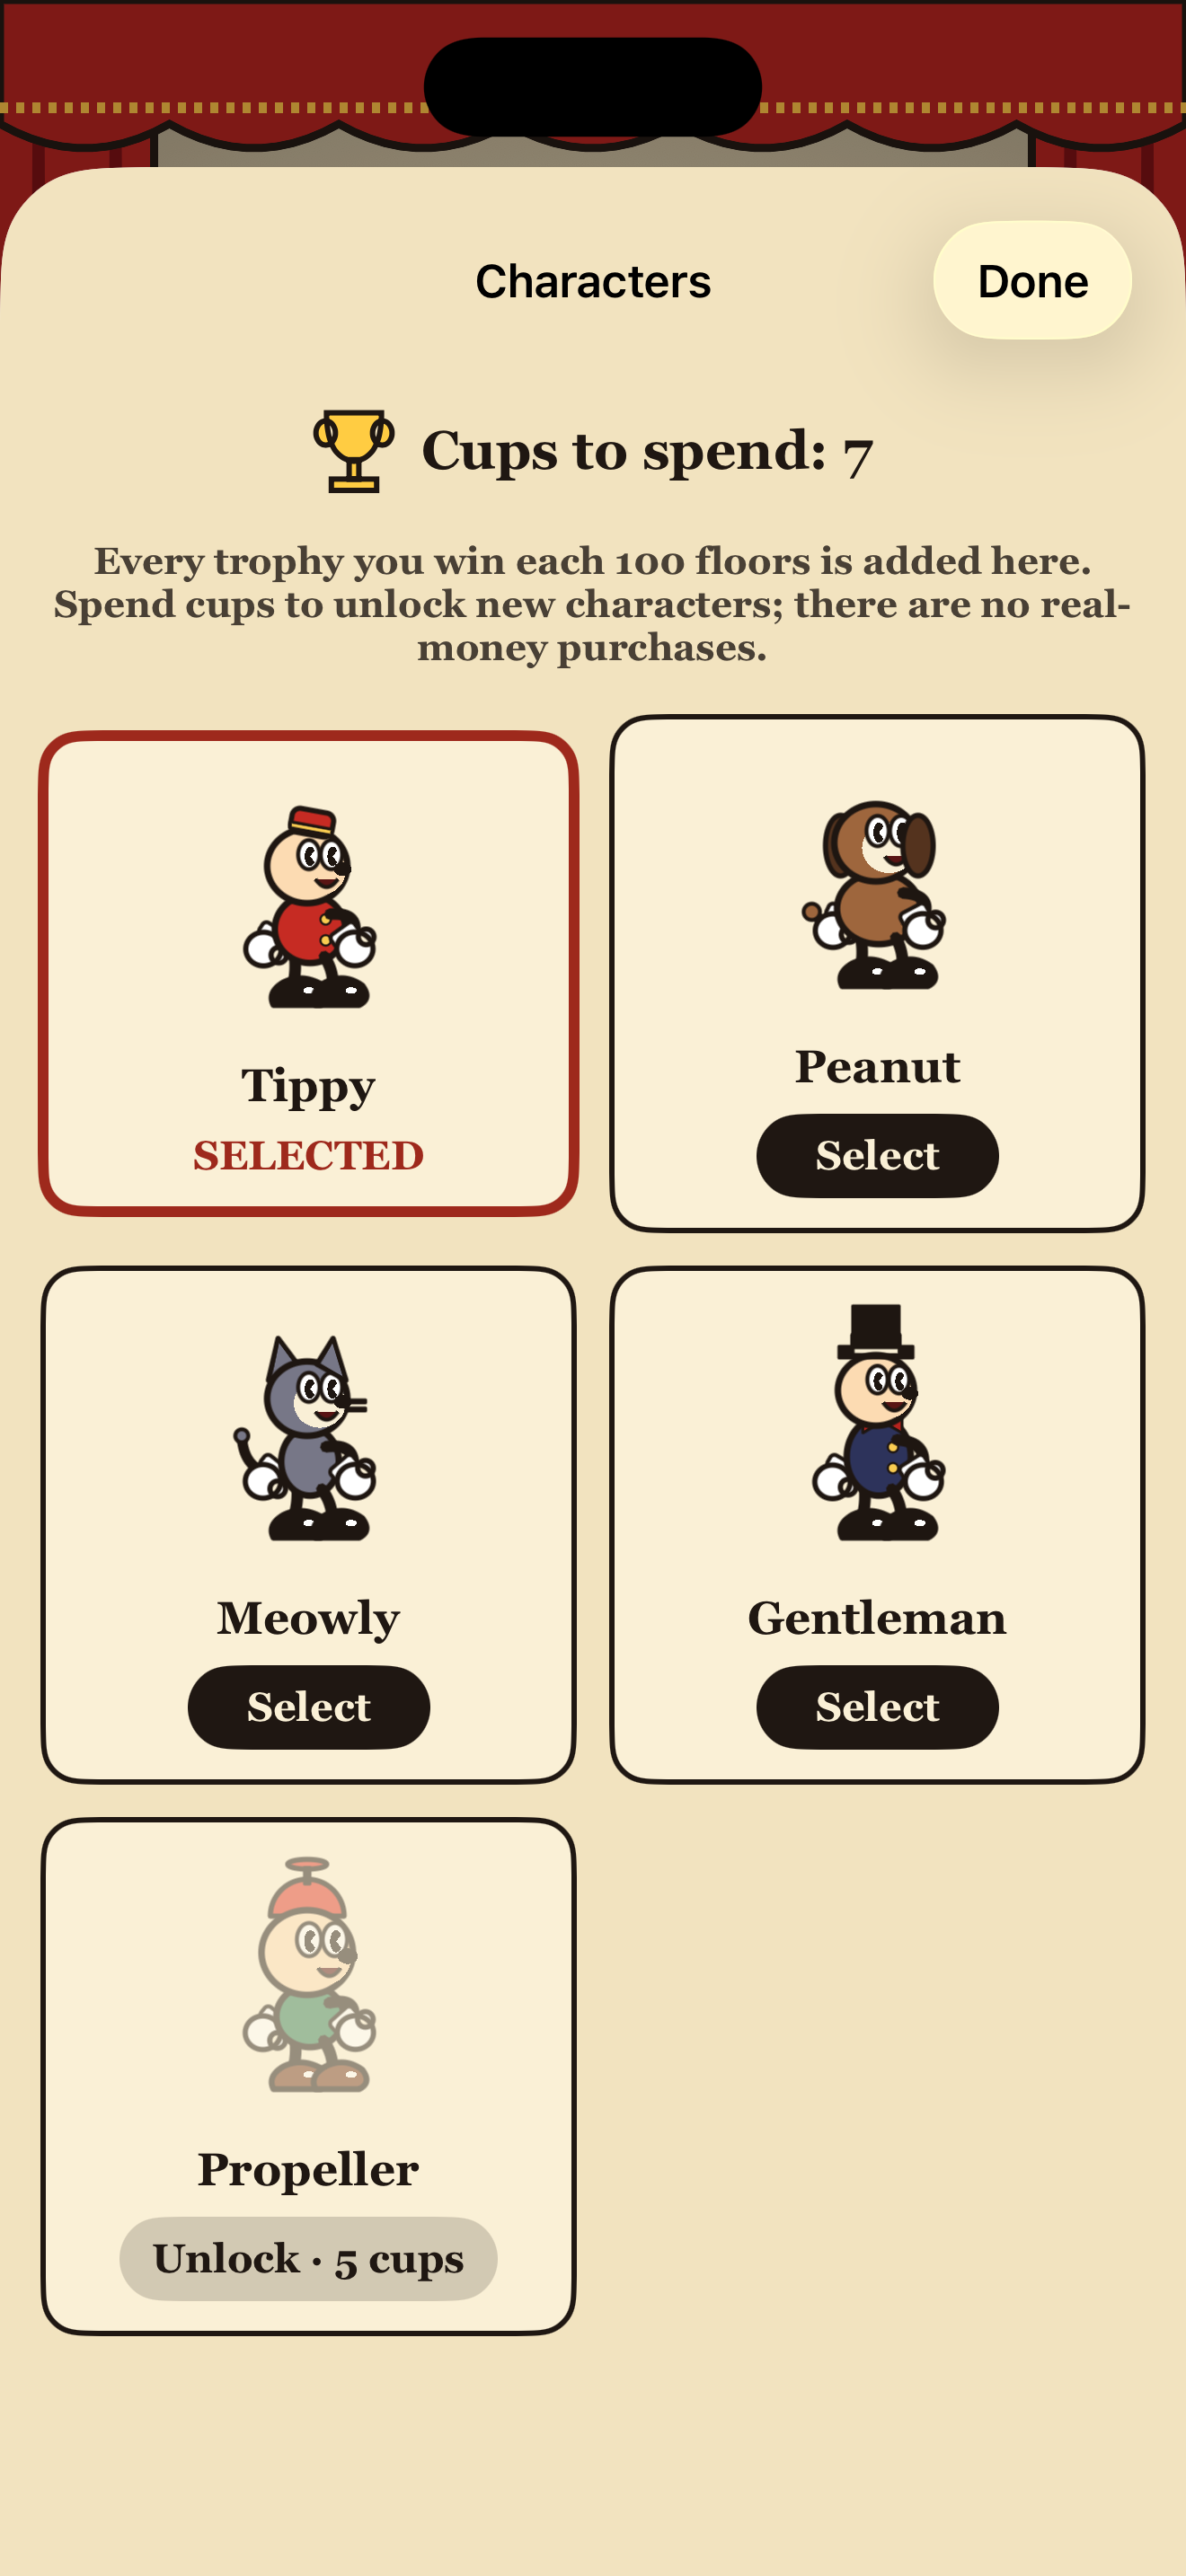 Characters
Done
Cups to spend: 7
Every trophy you win each 100 floors is added here.
Spend cups to unlock new characters; there are no real-
money purchases.
Tippy
SELECTED
Peanut
Select
Meowly
Select
Gentleman
Select
Propeller
Unlock · 5 cups